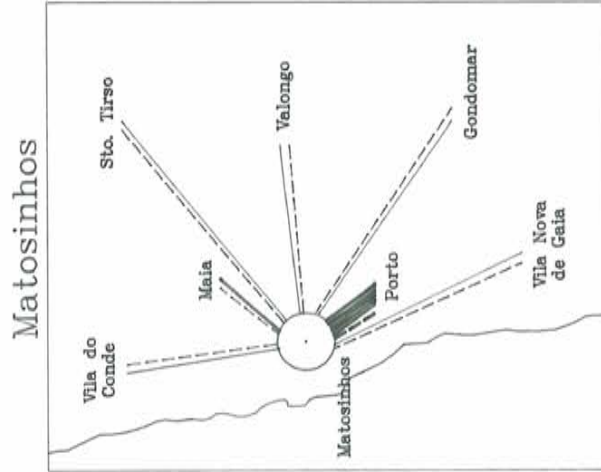 Matosinhos
Sto. Tirso
Valongo
Gondomar
Maia
Vila do
Conde
Porto
Matosinhos
Vila Nova
de Gaia